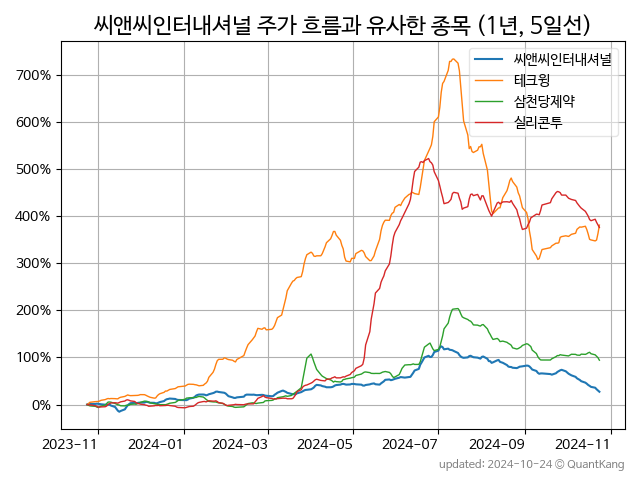 씨앤씨인터내셔널 주가 흐름과 유사한 종목 (1년, 5일선)
씨앤씨인터내셔널
테크윙
삼천당제약
실리콘투
700%
600%
500%
400%
300%
200%
100%
0%
2023-11
2024-01
2024-03
2024-05
2024-07
2024-09
2024-11
updated: 2024-10-24 © QuantKang